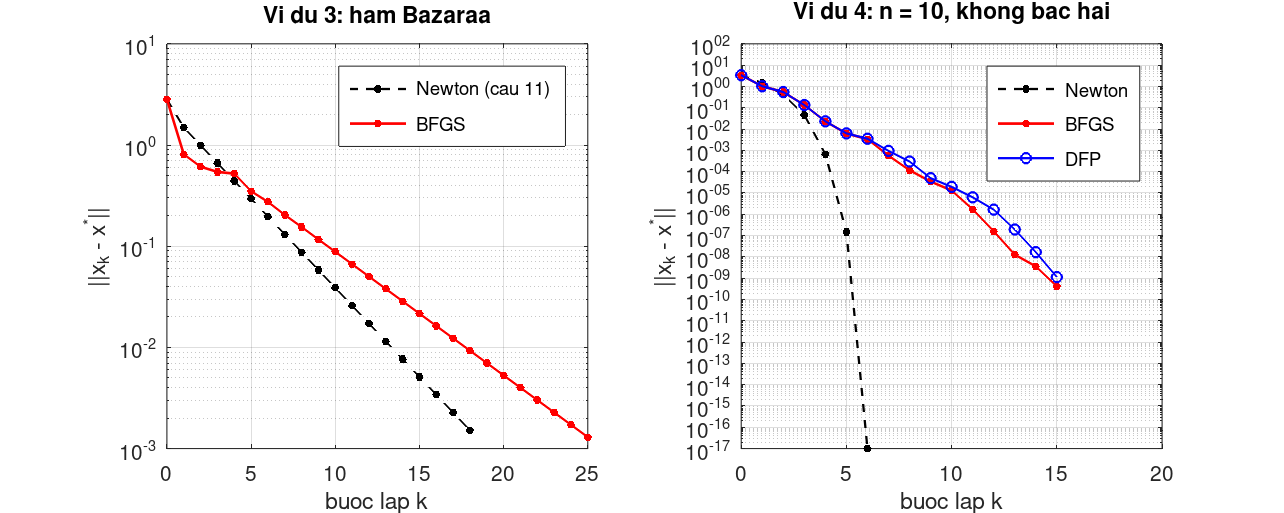 Vi du 3: ham Bazaraa
10^1
10^0
10^-1
10^-2
10^-3
||x_k - x^*||
Newton (cau 11)
BFGS
0 5 10 15 20 25
buoc lap k
Vi du 4: n = 10, khong bac hai
10^02
10^01
10^00
10^-01
10^-02
10^-03
10^-04
10^-05
10^-06
10^-07
10^-08
10^-09
10^-10
10^-11
10^-12
10^-13
10^-14
10^-15
10^-16
10^-17
||x_k - x^*||
Newton
BFGS
DFP
0 5 10 15 20
buoc lap k